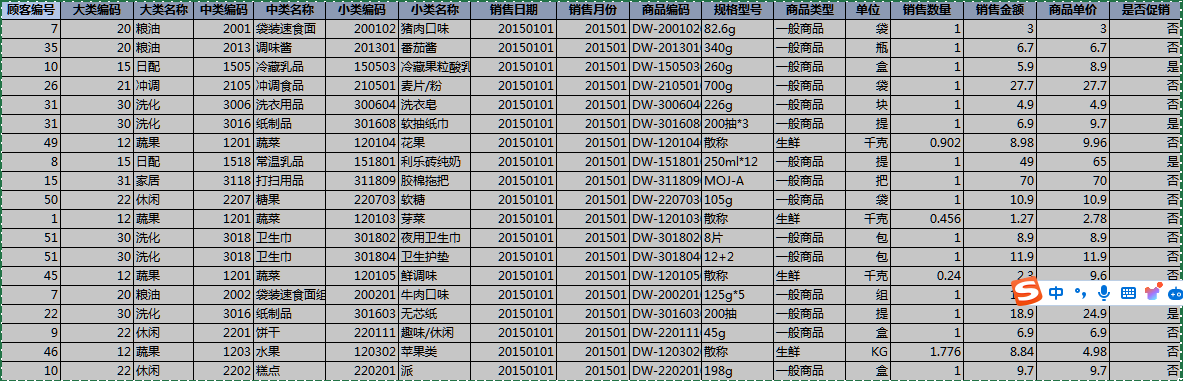 顾客编号 大类编码 大类名称 中类编码 中类名称 小类编码 小类名称 销售日期 销售月份 商品编码 规格型号 商品类型 单位 销售数量 销售金额 商品单价 是否促销
7 20 粮油 2001 袋装速食面 200102 猪肉口味 20150101 201501 DW-200102 82.6g 一般商品 袋 1 3 3 否
35 20 粮油 2013 调味酱 201301 番茄酱 20150101 201501 DW-201301 340g 一般商品 瓶 1 6.7 6.7 否
10 15 日配 1505 冷藏乳品 150503 冷藏果粒酸乳 20150101 201501 DW-150503 260g 一般商品 盒 1 5.9 8.9 是
26 21 冲调 2105 冲调食品 210501 麦片/粉 20150101 201501 DW-210501 700g 一般商品 袋 1 27.7 27.7 否
31 30 洗化 3006 洗衣用品 300604 洗衣皂 20150101 201501 DW-300604 226g 一般商品 块 1 4.9 4.9 否
31 30 洗化 3016 纸制品 301608 软抽纸巾 20150101 201501 DW-301608 200抽*3 一般商品 提 1 6.9 9.7 是
49 12 蔬果 1201 蔬菜 120104 花果 20150101 201501 DW-120104 散称 生鲜 千克 0.902 8.98 9.96 否
8 15 日配 1518 常温乳品 151801 利乐砖纯奶 20150101 201501 DW-151801 250ml*12 一般商品 提 1 49 65 是
15 31 家居 3118 打扫用品 311809 胶棉拖把 20150101 201501 DW-311809 MOJ-A 一般商品 把 1 70 70 否
50 22 休闲 2207 糖果 220703 软糖 20150101 201501 DW-220703 105g 一般商品 袋 1 10.9 10.9 否
1 12 蔬果 1201 蔬菜 120103 芽菜 20150101 201501 DW-120103 散称 生鲜 千克 0.456 1.27 2.78 否
51 30 洗化 3018 卫生巾 301802 夜用卫生巾 20150101 201501 DW-301802 8片 一般商品 包 1 8.9 8.9 否
51 30 洗化 3018 卫生巾 301804 卫生护垫 20150101 201501 DW-301804 12+2 一般商品 包 1 11.9 11.9 否
45 12 蔬果 1201 蔬菜 120105 鲜调味 20150101 201501 DW-120105 散称 生鲜 千克 0.24 2.3 9.6 否
7 20 粮油 2002 袋装速食面组 200201 牛肉口味 20150101 201501 DW-200201 125g*5 一般商品 组 1 中
22 30 洗化 3016 纸制品 301603 无芯纸 20150101 201501 DW-301603 200抽 一般商品 提 1 18.9 24.9 是
9 22 休闲 2201 饼干 220111 趣味/休闲 20150101 201501 DW-220111 45g 一般商品 盒 1 6.9 6.9 否
46 12 蔬果 1203 水果 120302 苹果类 20150101 201501 DW-120302 散称 生鲜 KG 1.776 8.84 4.98 否
10 22 休闲 2202 糕点 220201 派 20150101 201501 DW-220201 198g 一般商品 盒 1 9.7 9.7 否